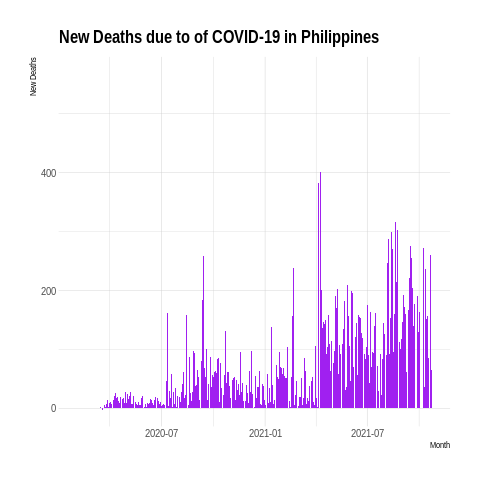 New Deaths due to of COVID-19 in Philippines
New Deaths
400
200
0
2020-07 2021-01 2021-07
Month